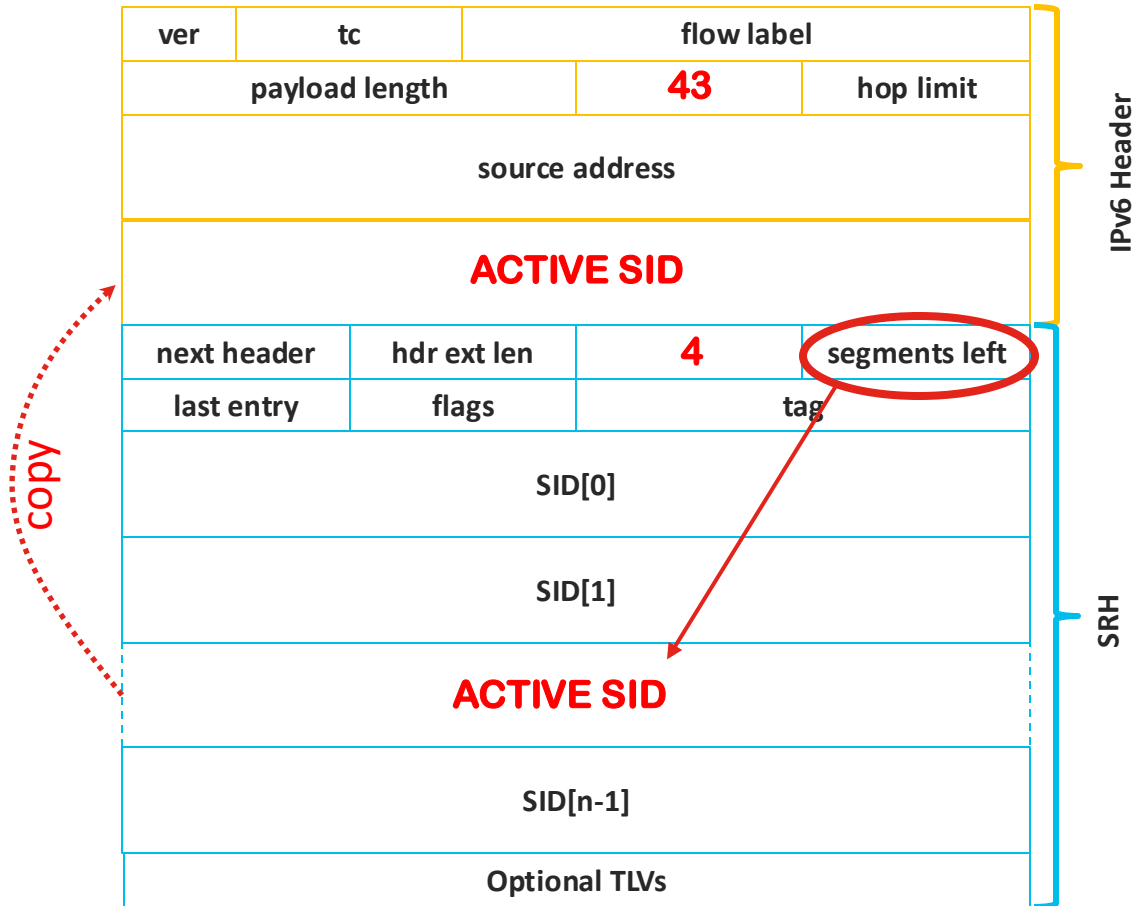 ver tc flow label
payload length 43 hop limit
source address
ACTIVE SID
IPv6 Header
next header hdr ext len 4 segments left
last entry flags tag
copy
SID[0]
SID[1]
ACTIVE SID
SRH
SID[n-1]
Optional TLVs